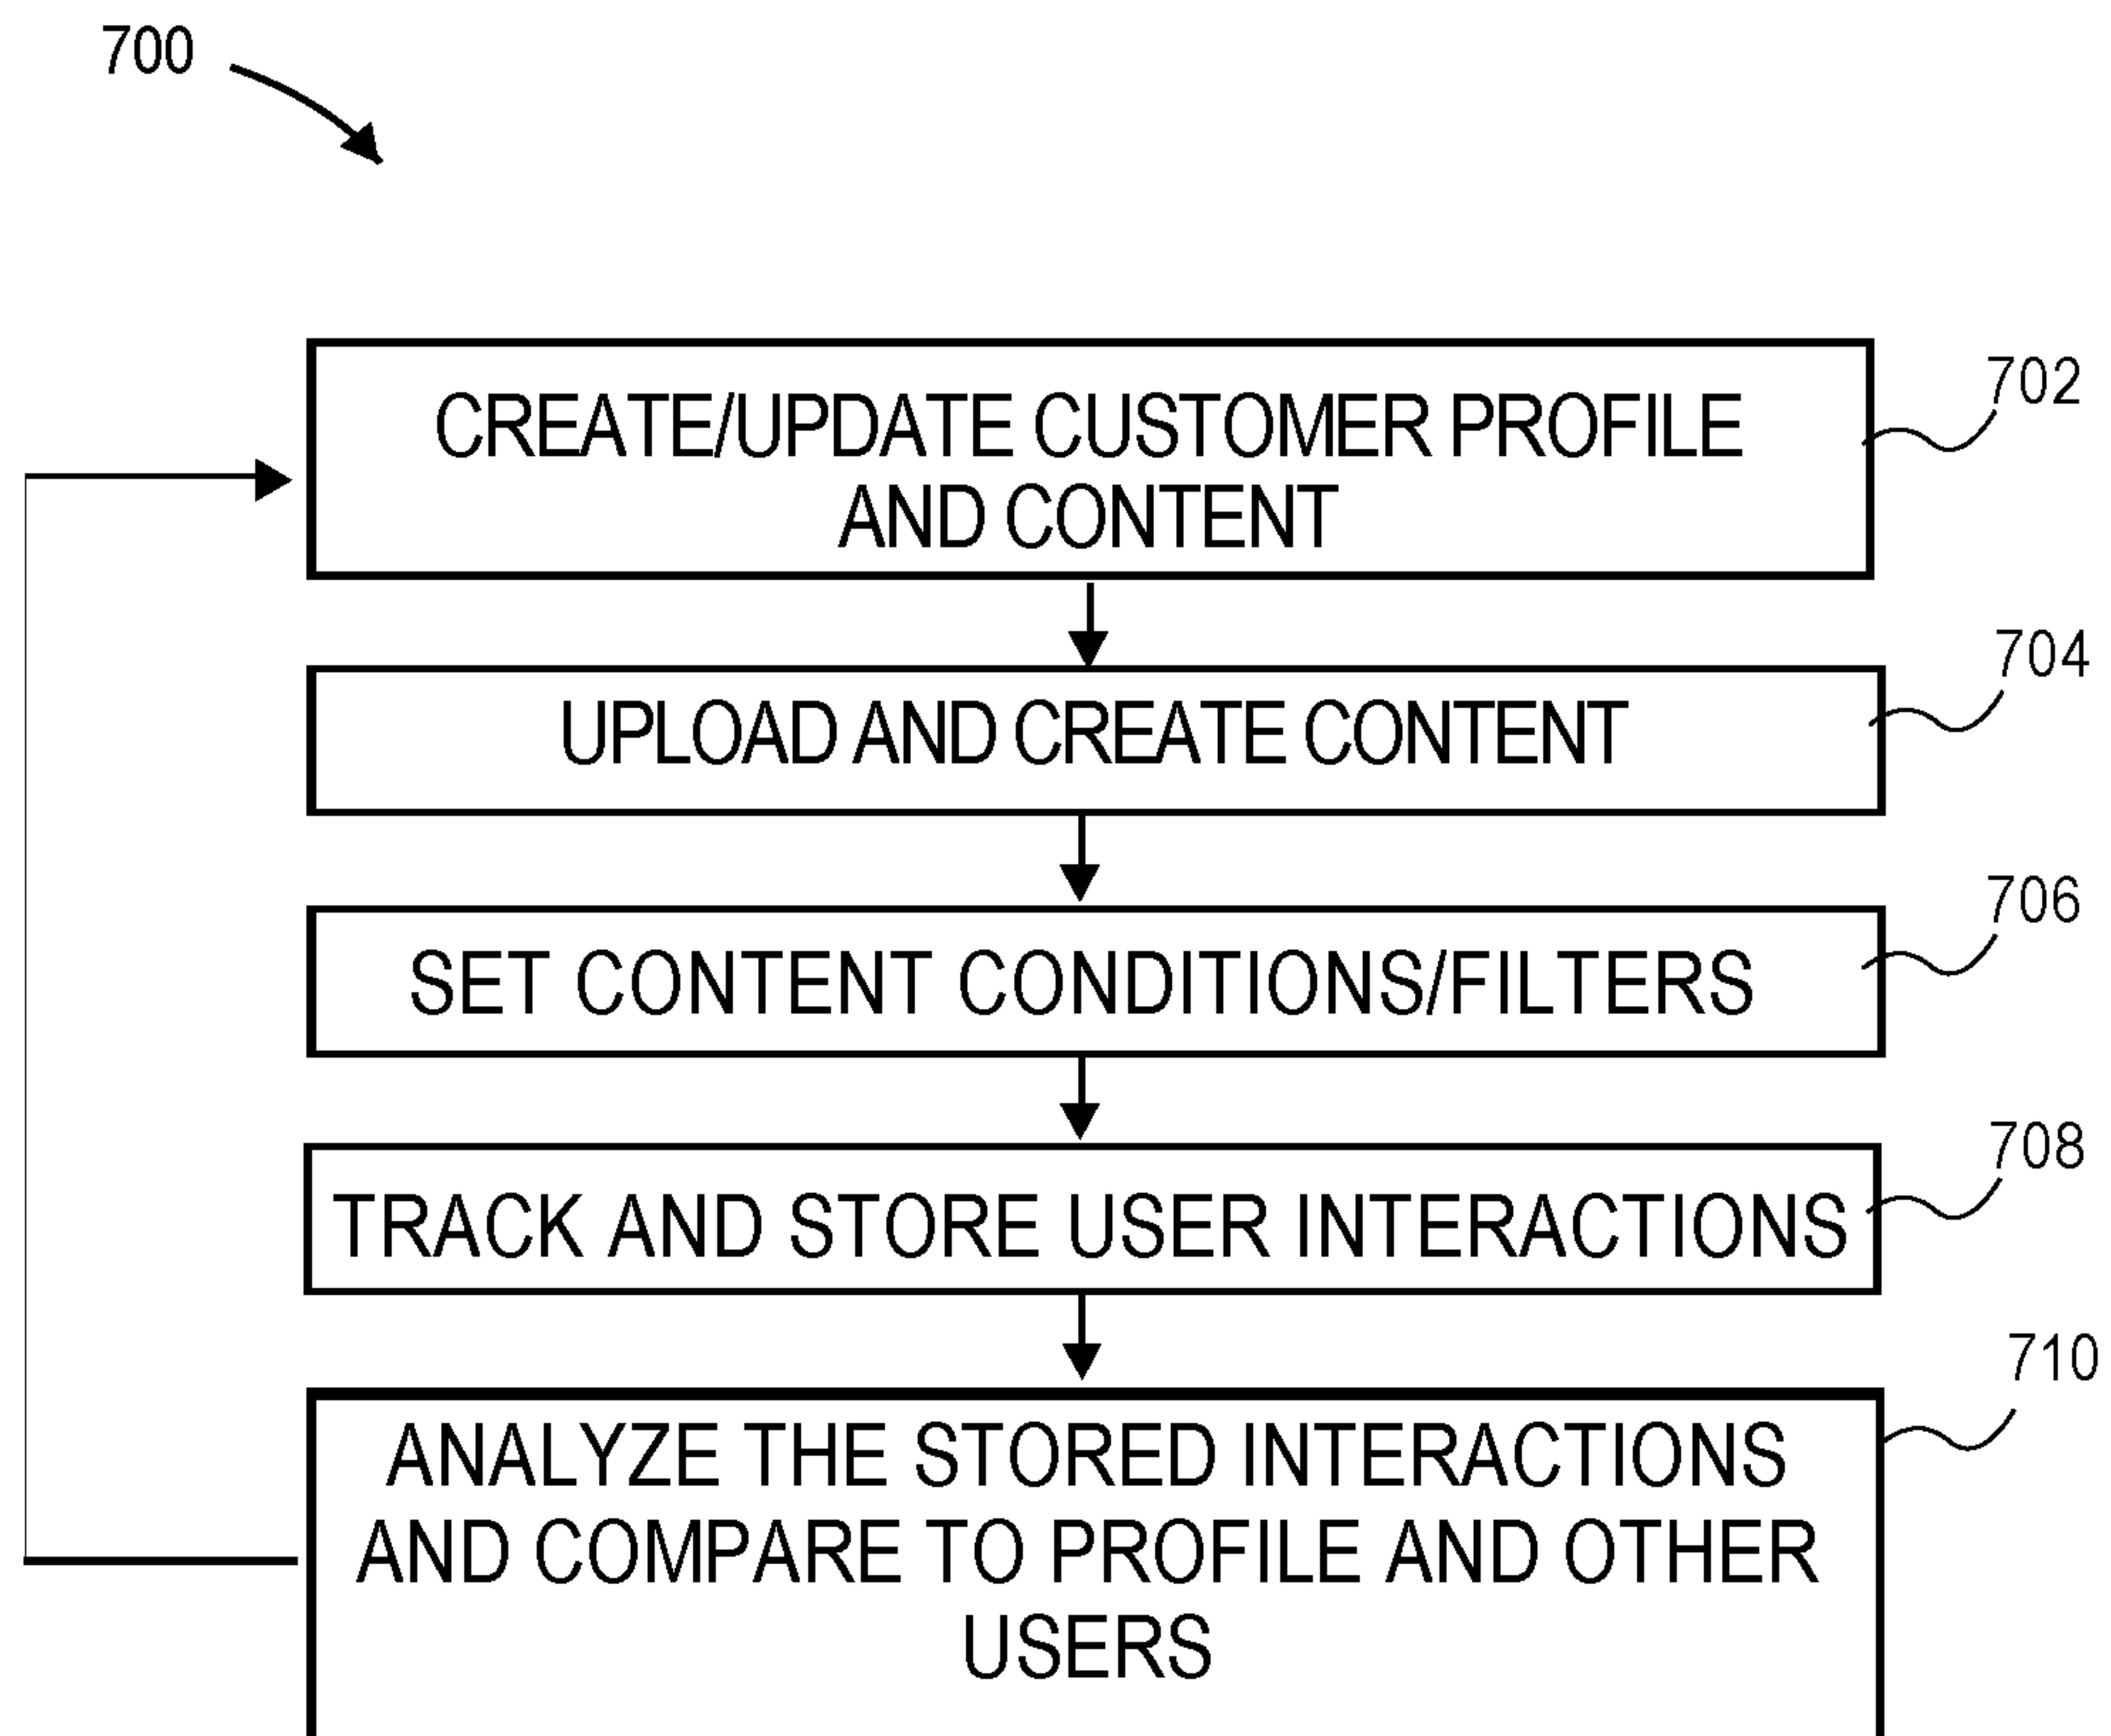 700
CREATE/UPDATE CUSTOMER PROFILE
AND CONTENT
702
UPLOAD AND CREATE CONTENT
704
SET CONTENT CONDITIONS/FILTERS
706
TRACK AND STORE USER INTERACTIONS
708
ANALYZE THE STORED INTERACTIONS
AND COMPARE TO PROFILE AND OTHER
USERS
710